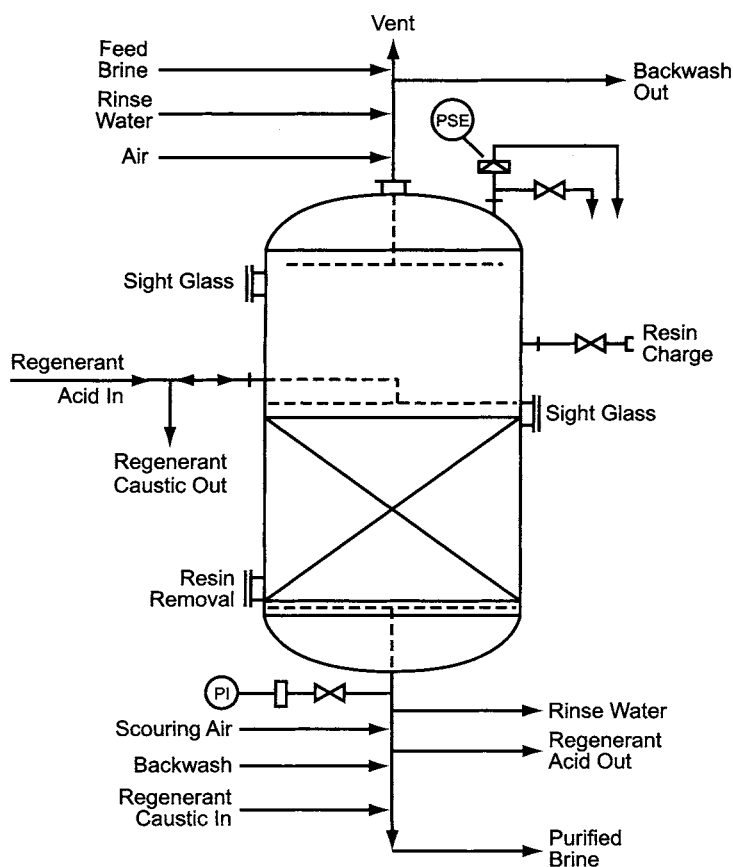 Vent
Feed
Brine
Backwash
Out
Rinse
Water
PSE
Air
Sight Glass
Resin
Charge
Regenerant
Acid In
Sight Glass
Regenerant
Caustic Out
Resin
Removal
PI
Rinse Water
Scouring Air
Regenerant
Acid Out
Backwash
Regenerant
Caustic In
Purified
Brine